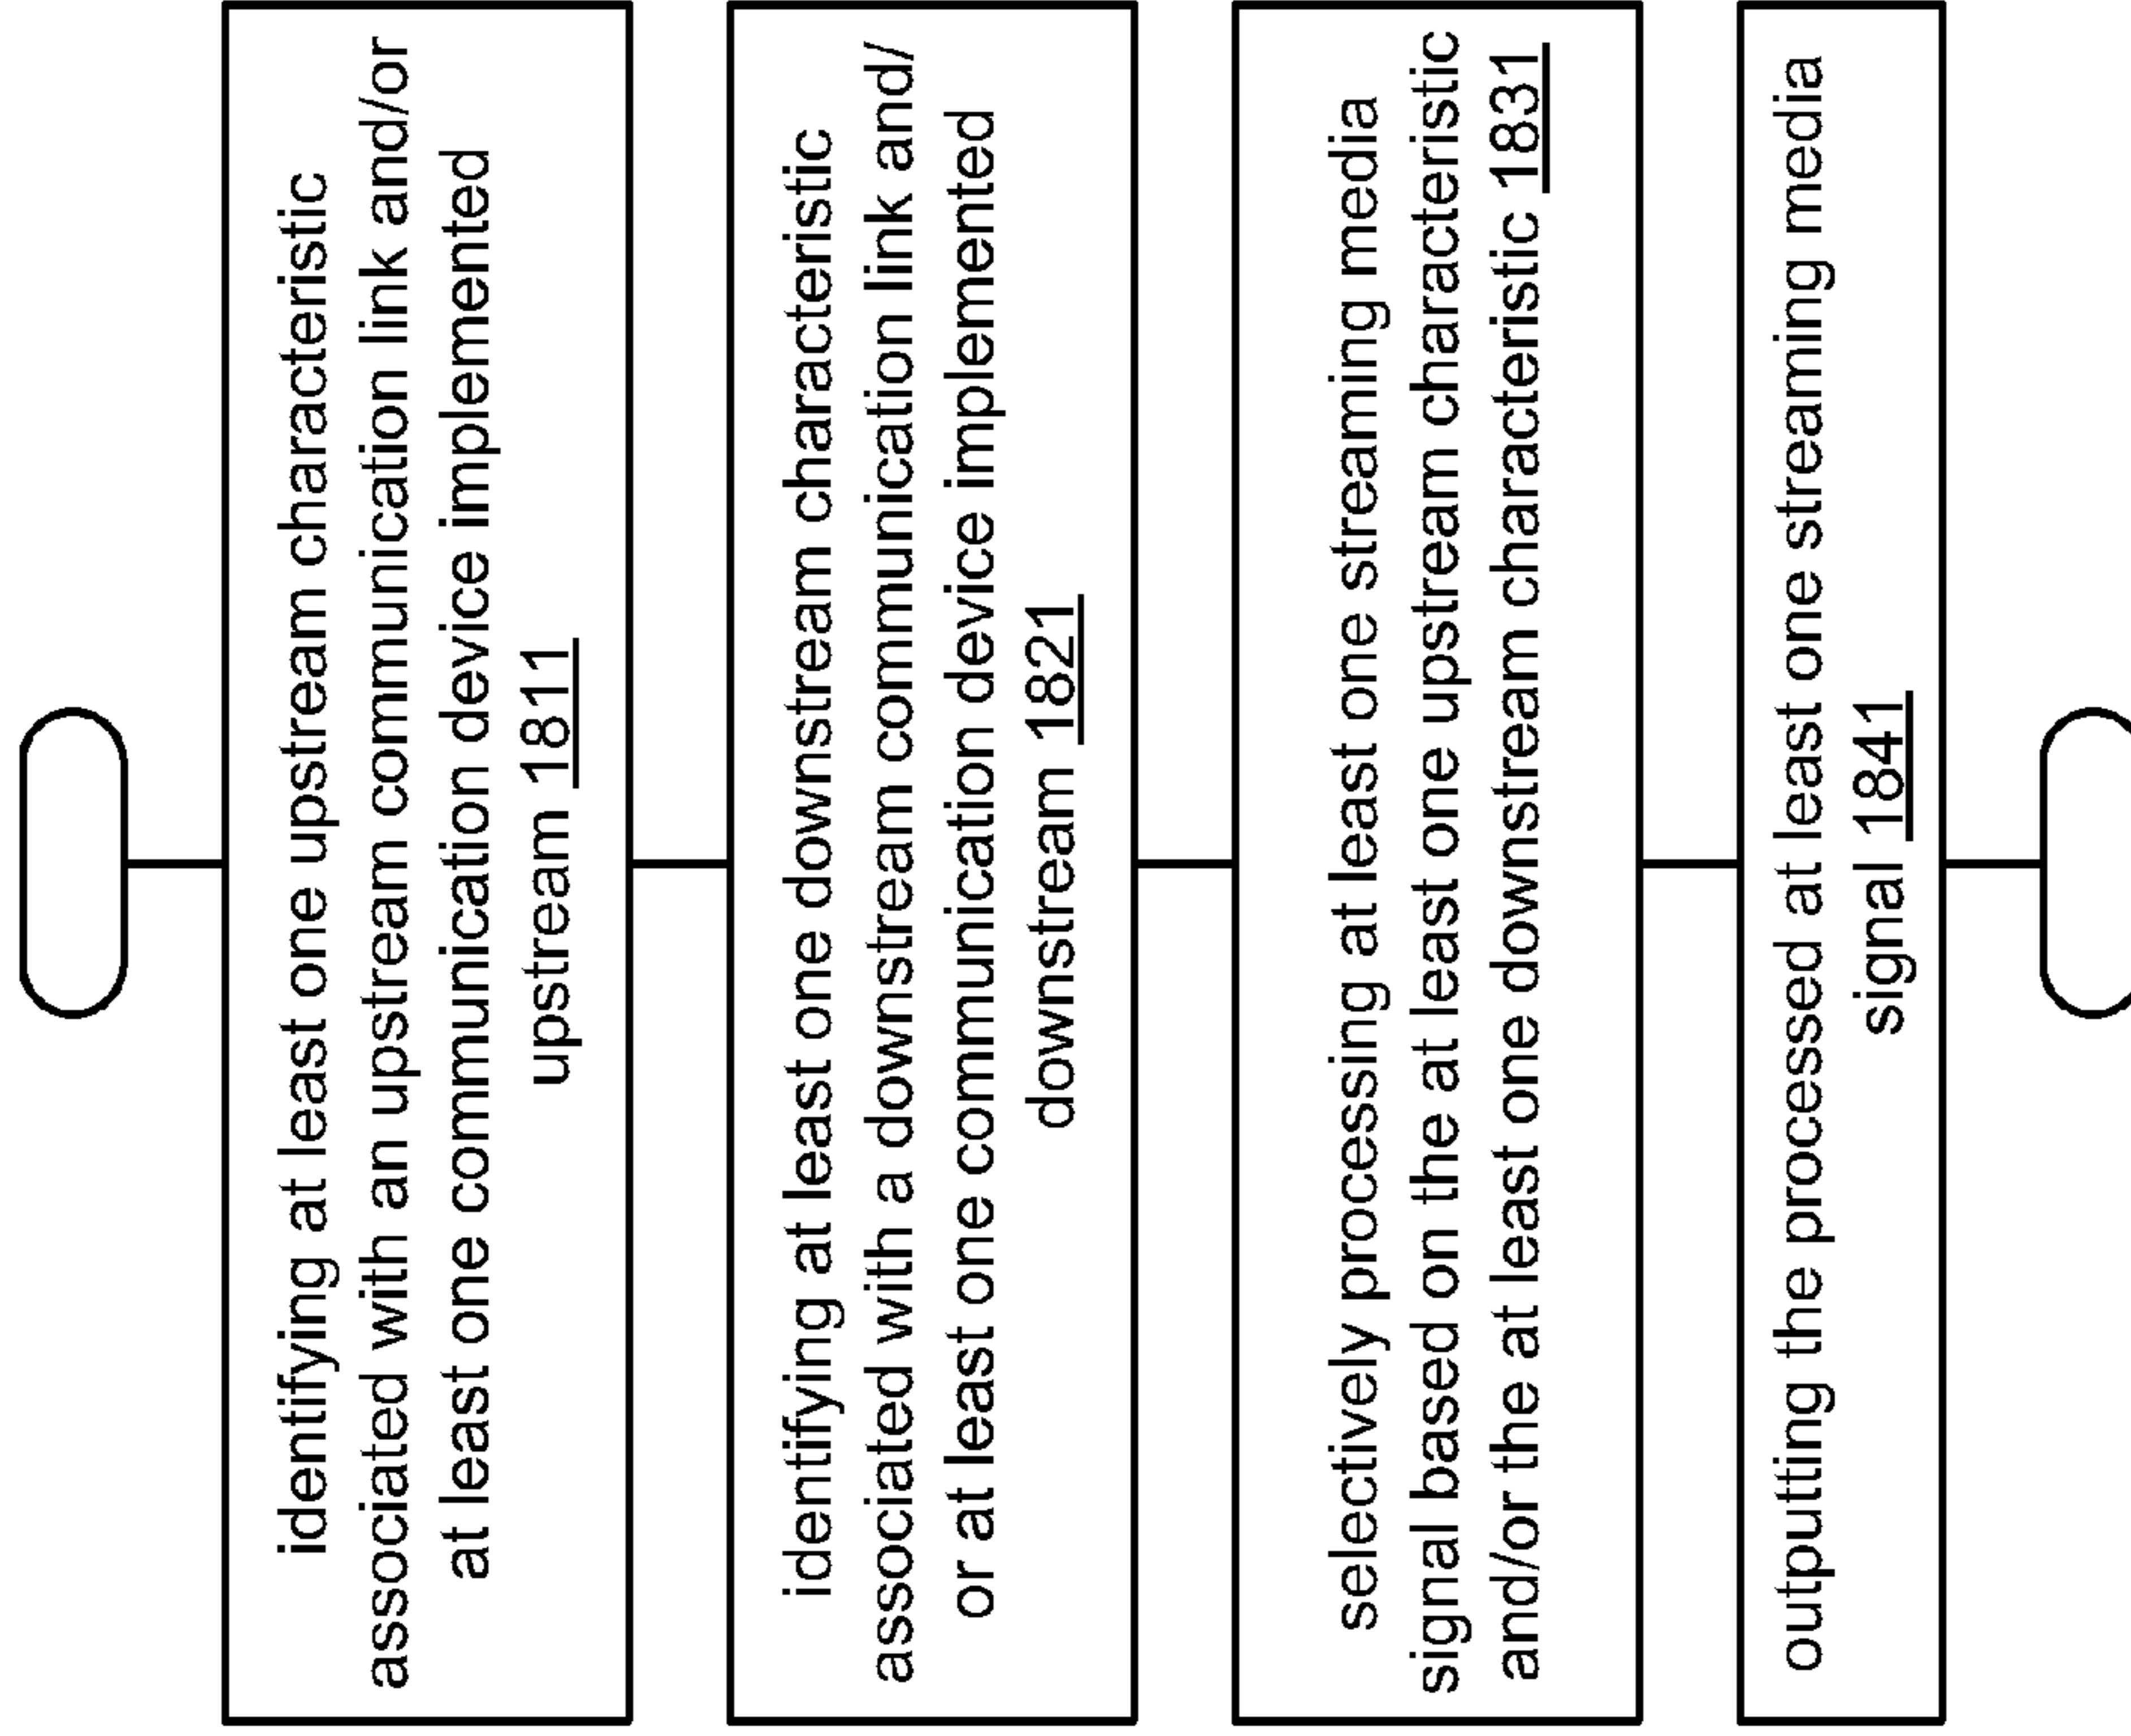 identifying at least one upstream characteristic
associated with an upstream communication link and/or
at least one communication device implemented
upstream 1811
identifying at least one downstream characteristic
associated with a downstream communication link and/
or at least one communication device implemented
downstream 1821
selectively processing at least one streaming media
signal based on the at least one upstream characteristic
and/or the at least one downstream characteristic 1831
outputting the processed at least one streaming media
signal 1841